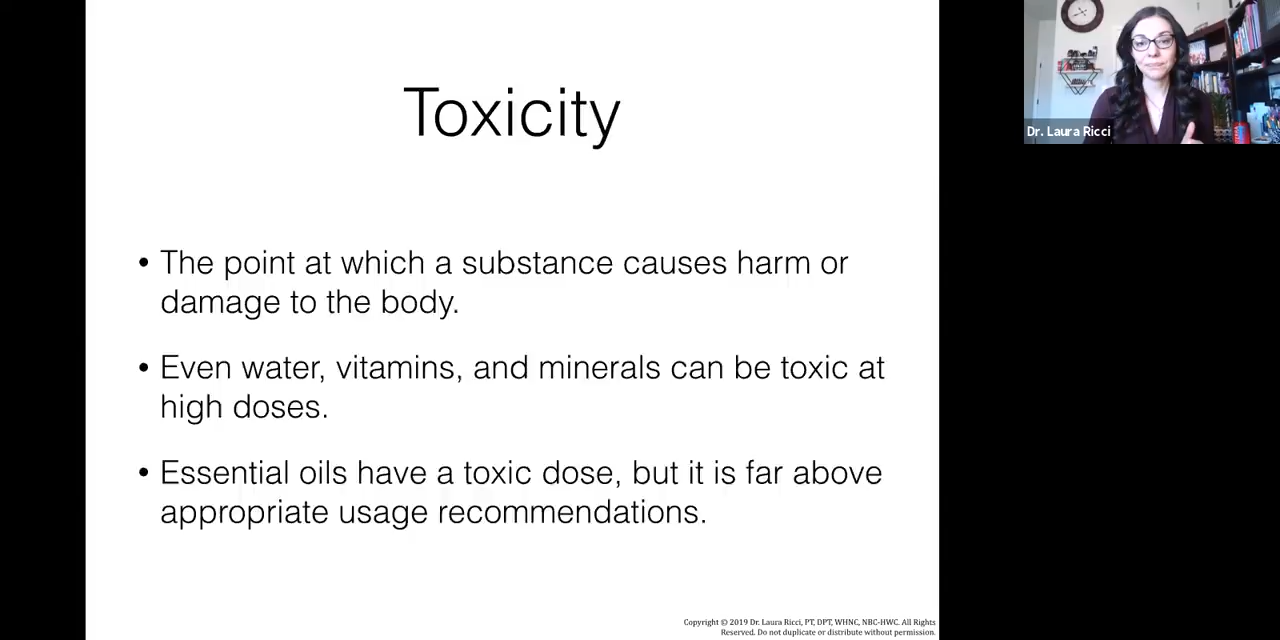 Toxicity
Dr. Laura Ricci
• The point at which a substance causes harm or
damage to the body.
• Even water, vitamins, and minerals can be toxic at
high doses.
• Essential oils have a toxic dose, but it is far above
appropriate usage recommendations.
Copyright © 2019 Dr. Laura Ricci, PT, DPT, WHNC, NBC-HWC. All Rights
Reserved. Do not duplicate or distribute without permission.